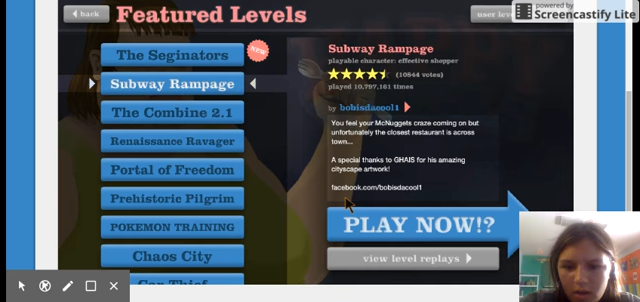 back
Featured Levels
powered by
Screencastify Lite
The Seginators
NEW
Subway Rampage
The Combine 2.1
Renaissance Ravager
Portal of Freedom
Prehistoric Pilgrim
POKEMON TRAINING
Chaos City
Car Thief
Subway Rampage
playable character: effective shopper
(10844 votes)
played 10,797,161 times
by bobisdacool1
You feel your McNuggets craze coming on but
unfortunately the closest restaurant is across
town...
A special thanks to GHAIS for his amazing
cityscape artwork!
facebook.com/bobisdacool1
PLAY NOW!?
view level replays